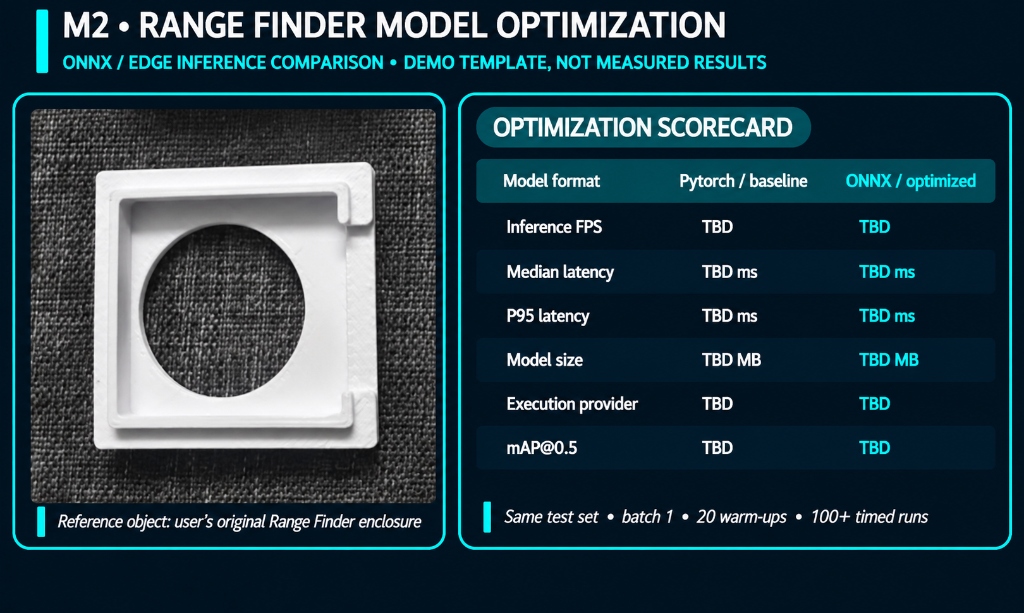 M2 • RANGE FINDER MODEL OPTIMIZATION
ONNX / EDGE INFERENCE COMPARISON • DEMO TEMPLATE, NOT MEASURED RESULTS
OPTIMIZATION SCORECARD
Model format Pytorch / baseline ONNX / optimized
Inference FPS TBD TBD
Median latency TBD ms TBD ms
P95 latency TBD ms TBD ms
Model size TBD MB TBD MB
Execution provider TBD TBD
mAP@0.5 TBD TBD
Reference object: user's original Range Finder enclosure
Same test set • batch 1 • 20 warm-ups • 100+ timed runs